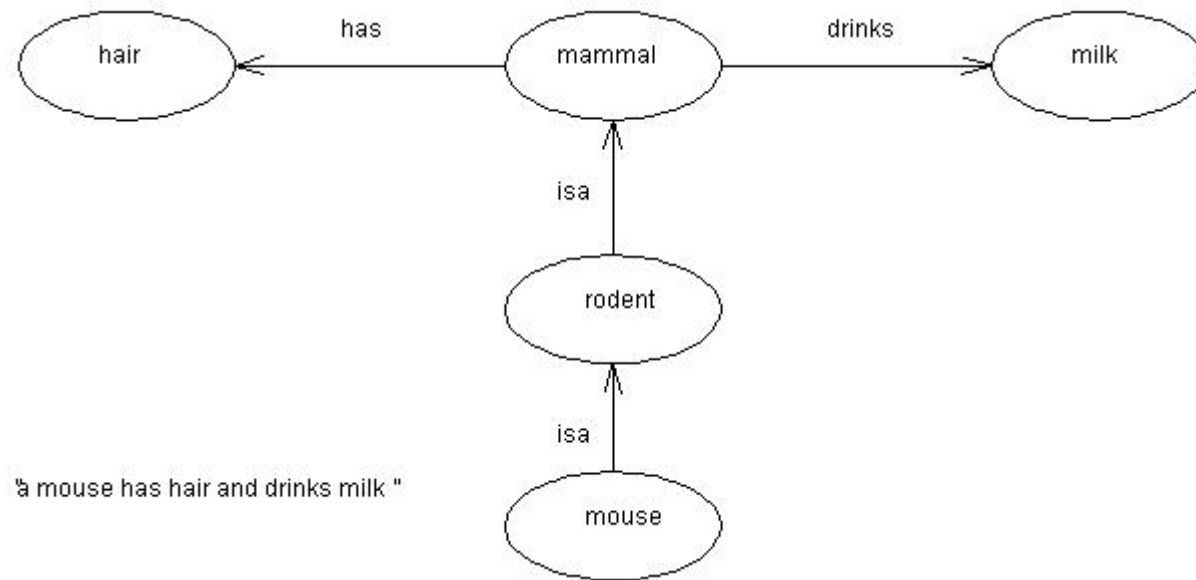 has
drinks
hair
mammal
milk
isa
rodent
isa
"a mouse has hair and drinks milk "
mouse